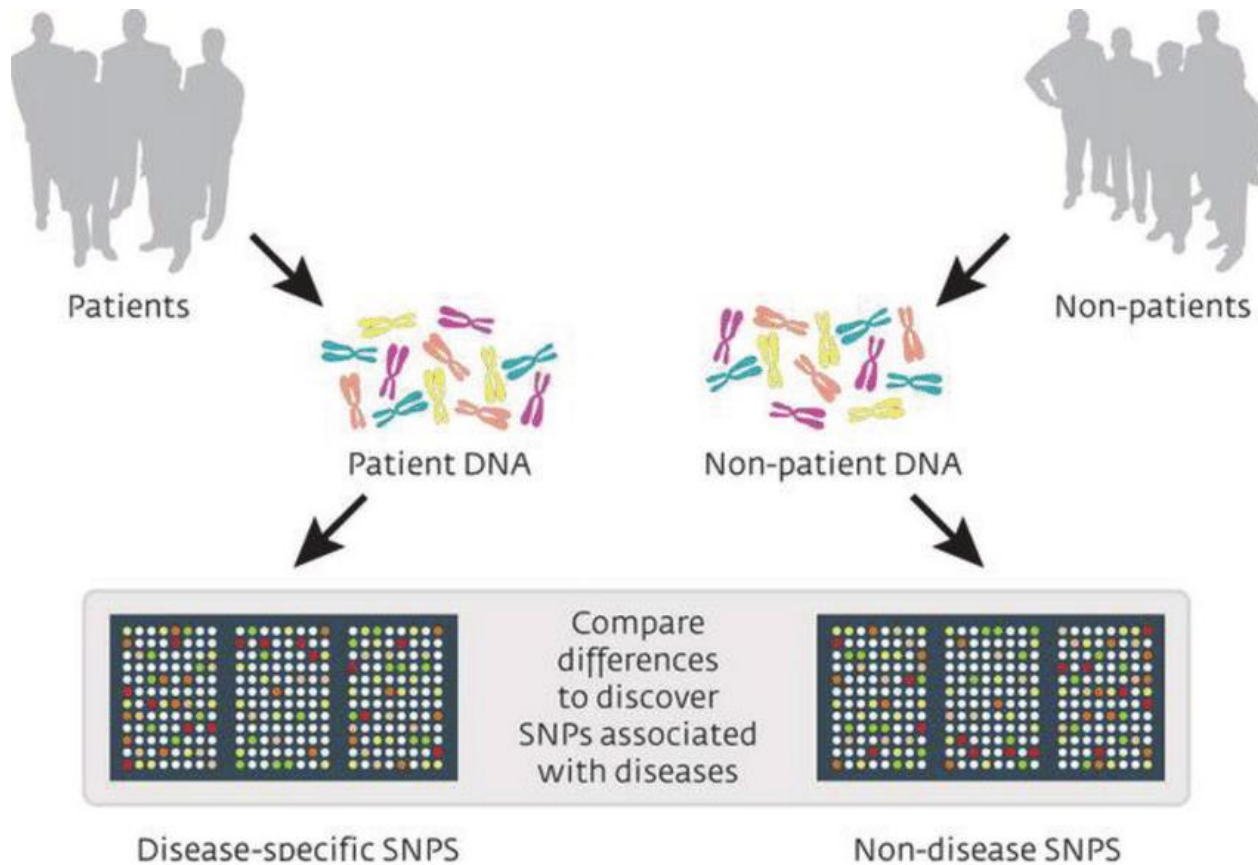 Patients
Non-patients
Patient DNA
Non-patient DNA
Compare
differences
to discover
SNPs associated
with diseases
Disease-specific SNPS
Non-disease SNPS